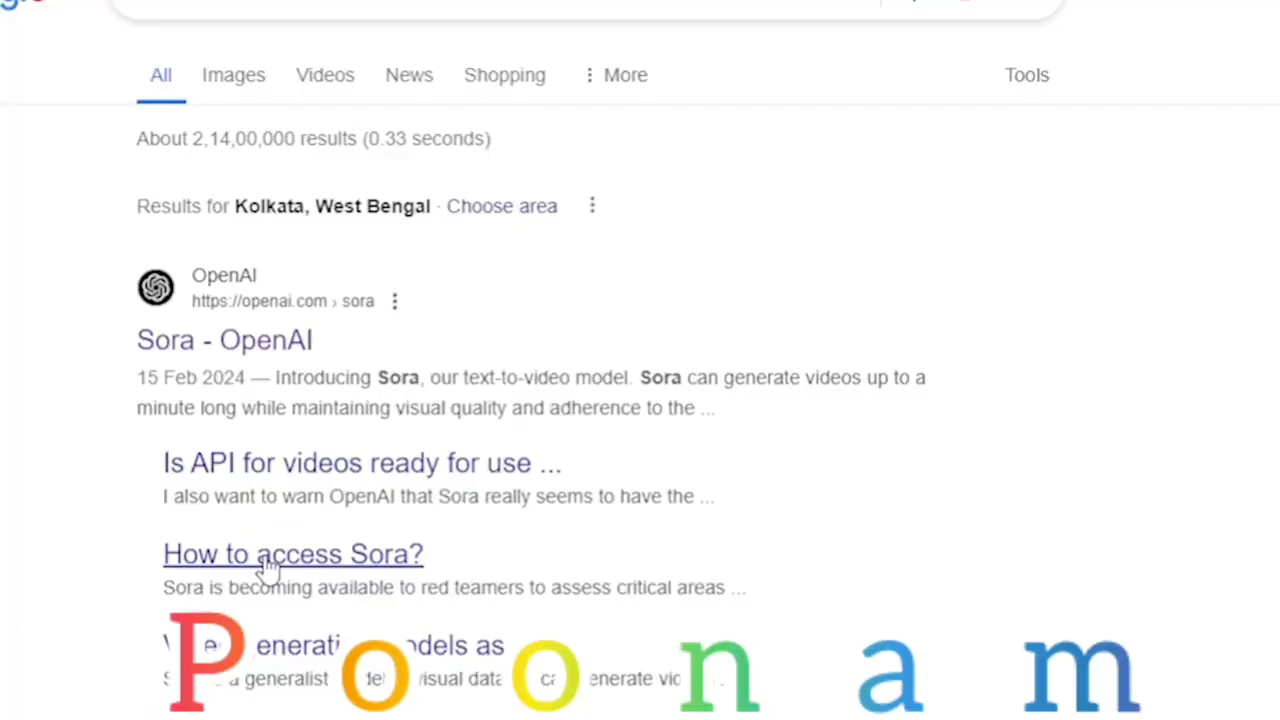 All Images Videos News Shopping More Tools
About 2,14,00,000 results (0.33 seconds)
Results for Kolkata, West Bengal · Choose area
OpenAI
https://openai.com › sora
Sora - OpenAI
15 Feb 2024 — Introducing Sora, our text-to-video model. Sora can generate videos up to a
minute long while maintaining visual quality and adherence to the ...
Is API for videos ready for use ...
I also want to warn OpenAI that Sora really seems to have the ...
How to access Sora?
Sora is becoming available to red teamers to assess critical areas ...
as
a generalist
Poonam